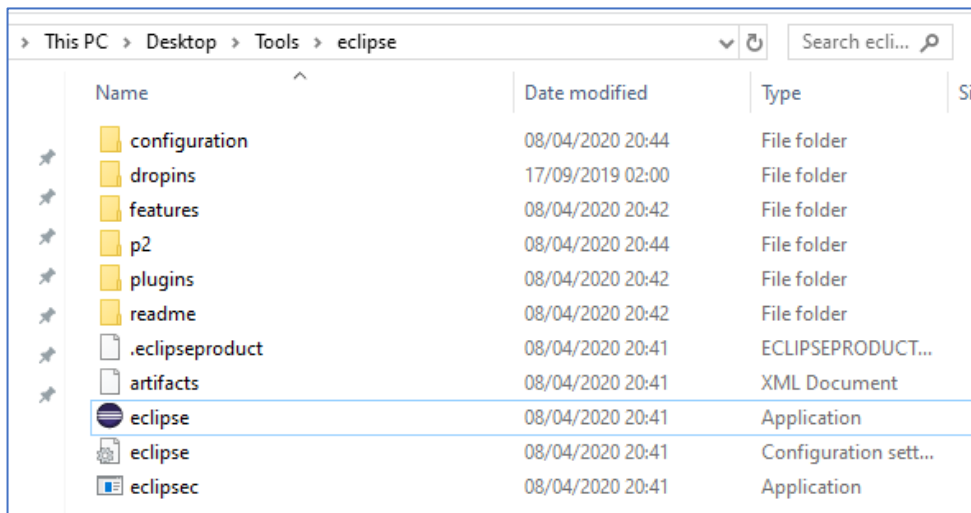 > This PC > Desktop > Tools > eclipse Search ecli...
Name Date modified Type Si
configuration 08/04/2020 20:44 File folder
dropins 17/09/2019 02:00 File folder
features 08/04/2020 20:42 File folder
p2 08/04/2020 20:44 File folder
plugins 08/04/2020 20:42 File folder
readme 08/04/2020 20:42 File folder
.eclipseproduct 08/04/2020 20:41 ECLIPSEPRODUCT...
artifacts 08/04/2020 20:41 XML Document
eclipse 08/04/2020 20:41 Application
eclipse 08/04/2020 20:41 Configuration sett...
eclipsec 08/04/2020 20:41 Application